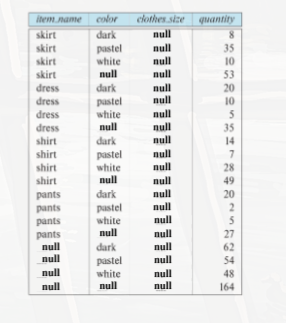 item_name color clothes_size quantity
skirt dark null 8
skirt pastel null 35
skirt white null 10
skirt null null 53
dress dark null 20
dress pastel null 10
dress white null 5
dress null null 35
shirt dark null 14
shirt pastel null 7
shirt white null 28
shirt null null 49
pants dark null 20
pants pastel null 2
pants white null 5
pants null null 27
null dark null 62
null pastel null 54
null white null 48
null null null 164